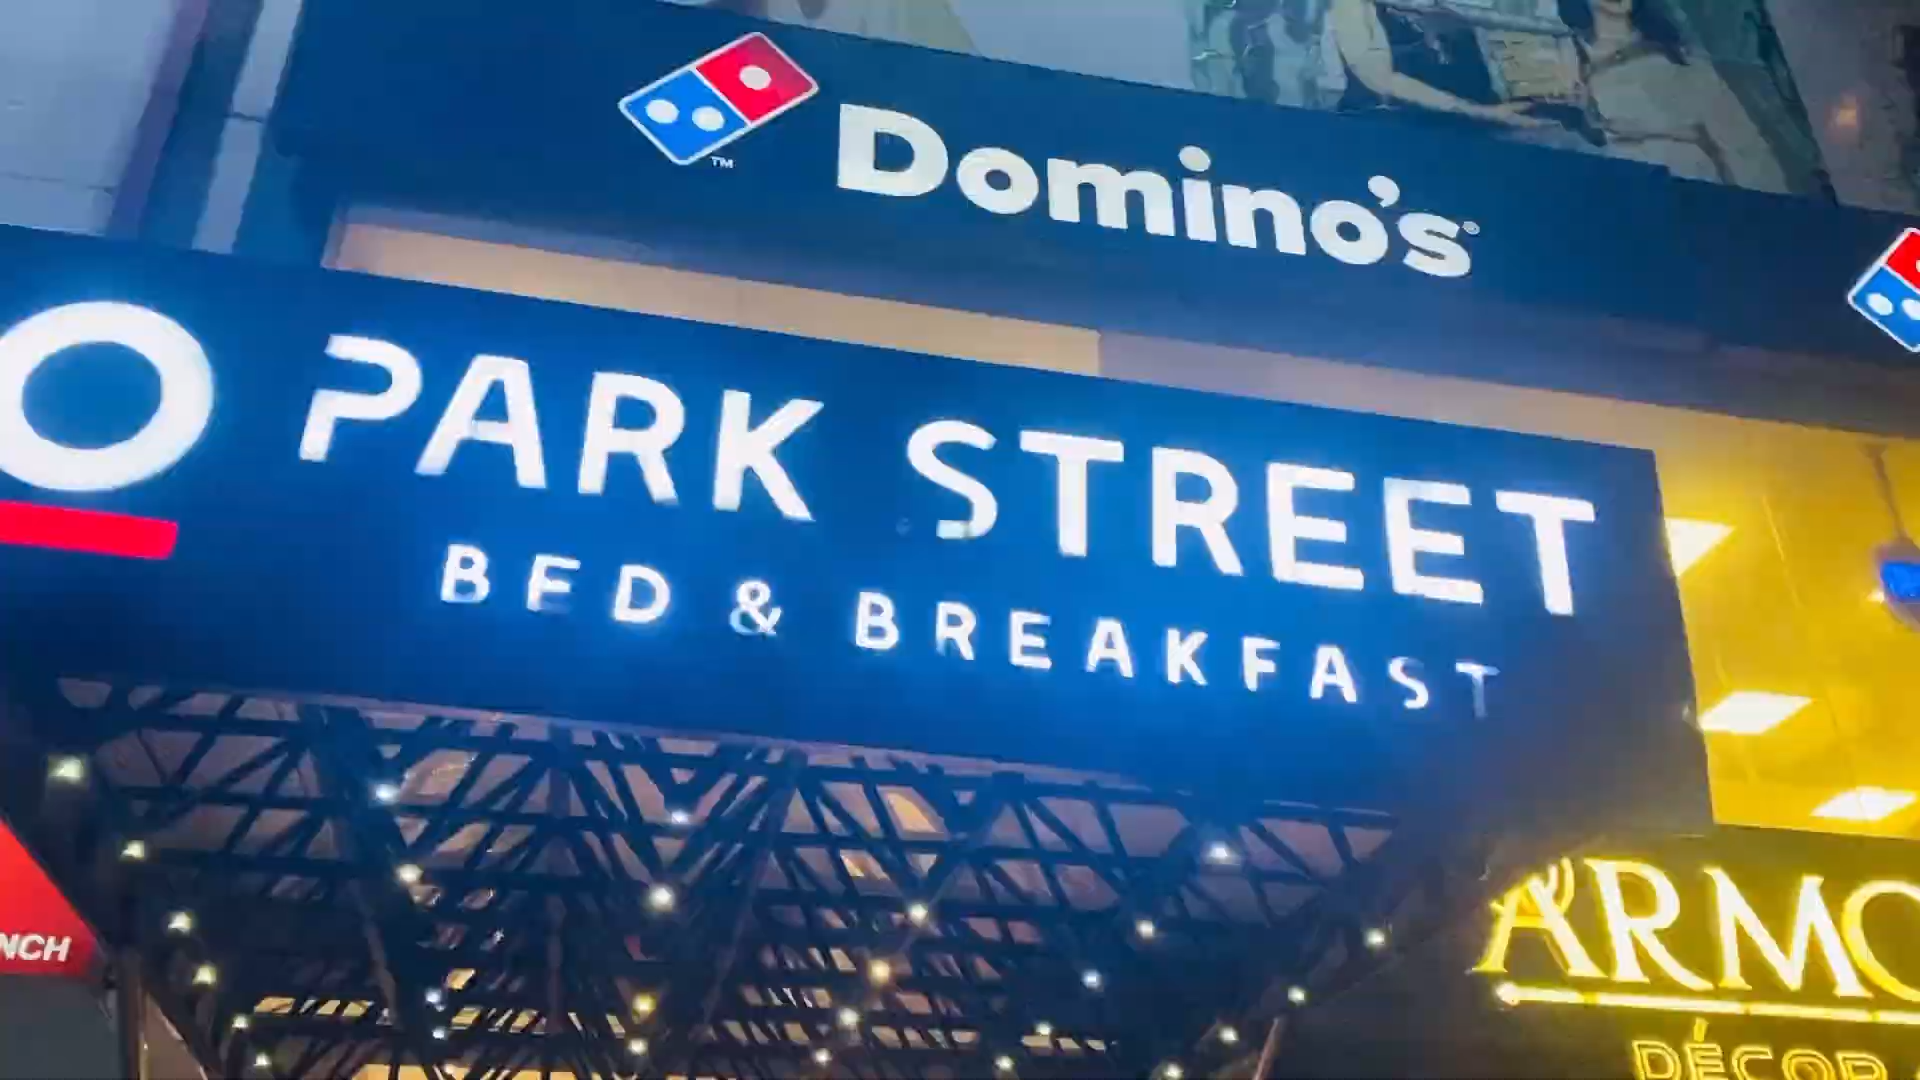 Domino's
PARK STREET
BED & BREAKFAST
NCH
ARMO
DÉCOR